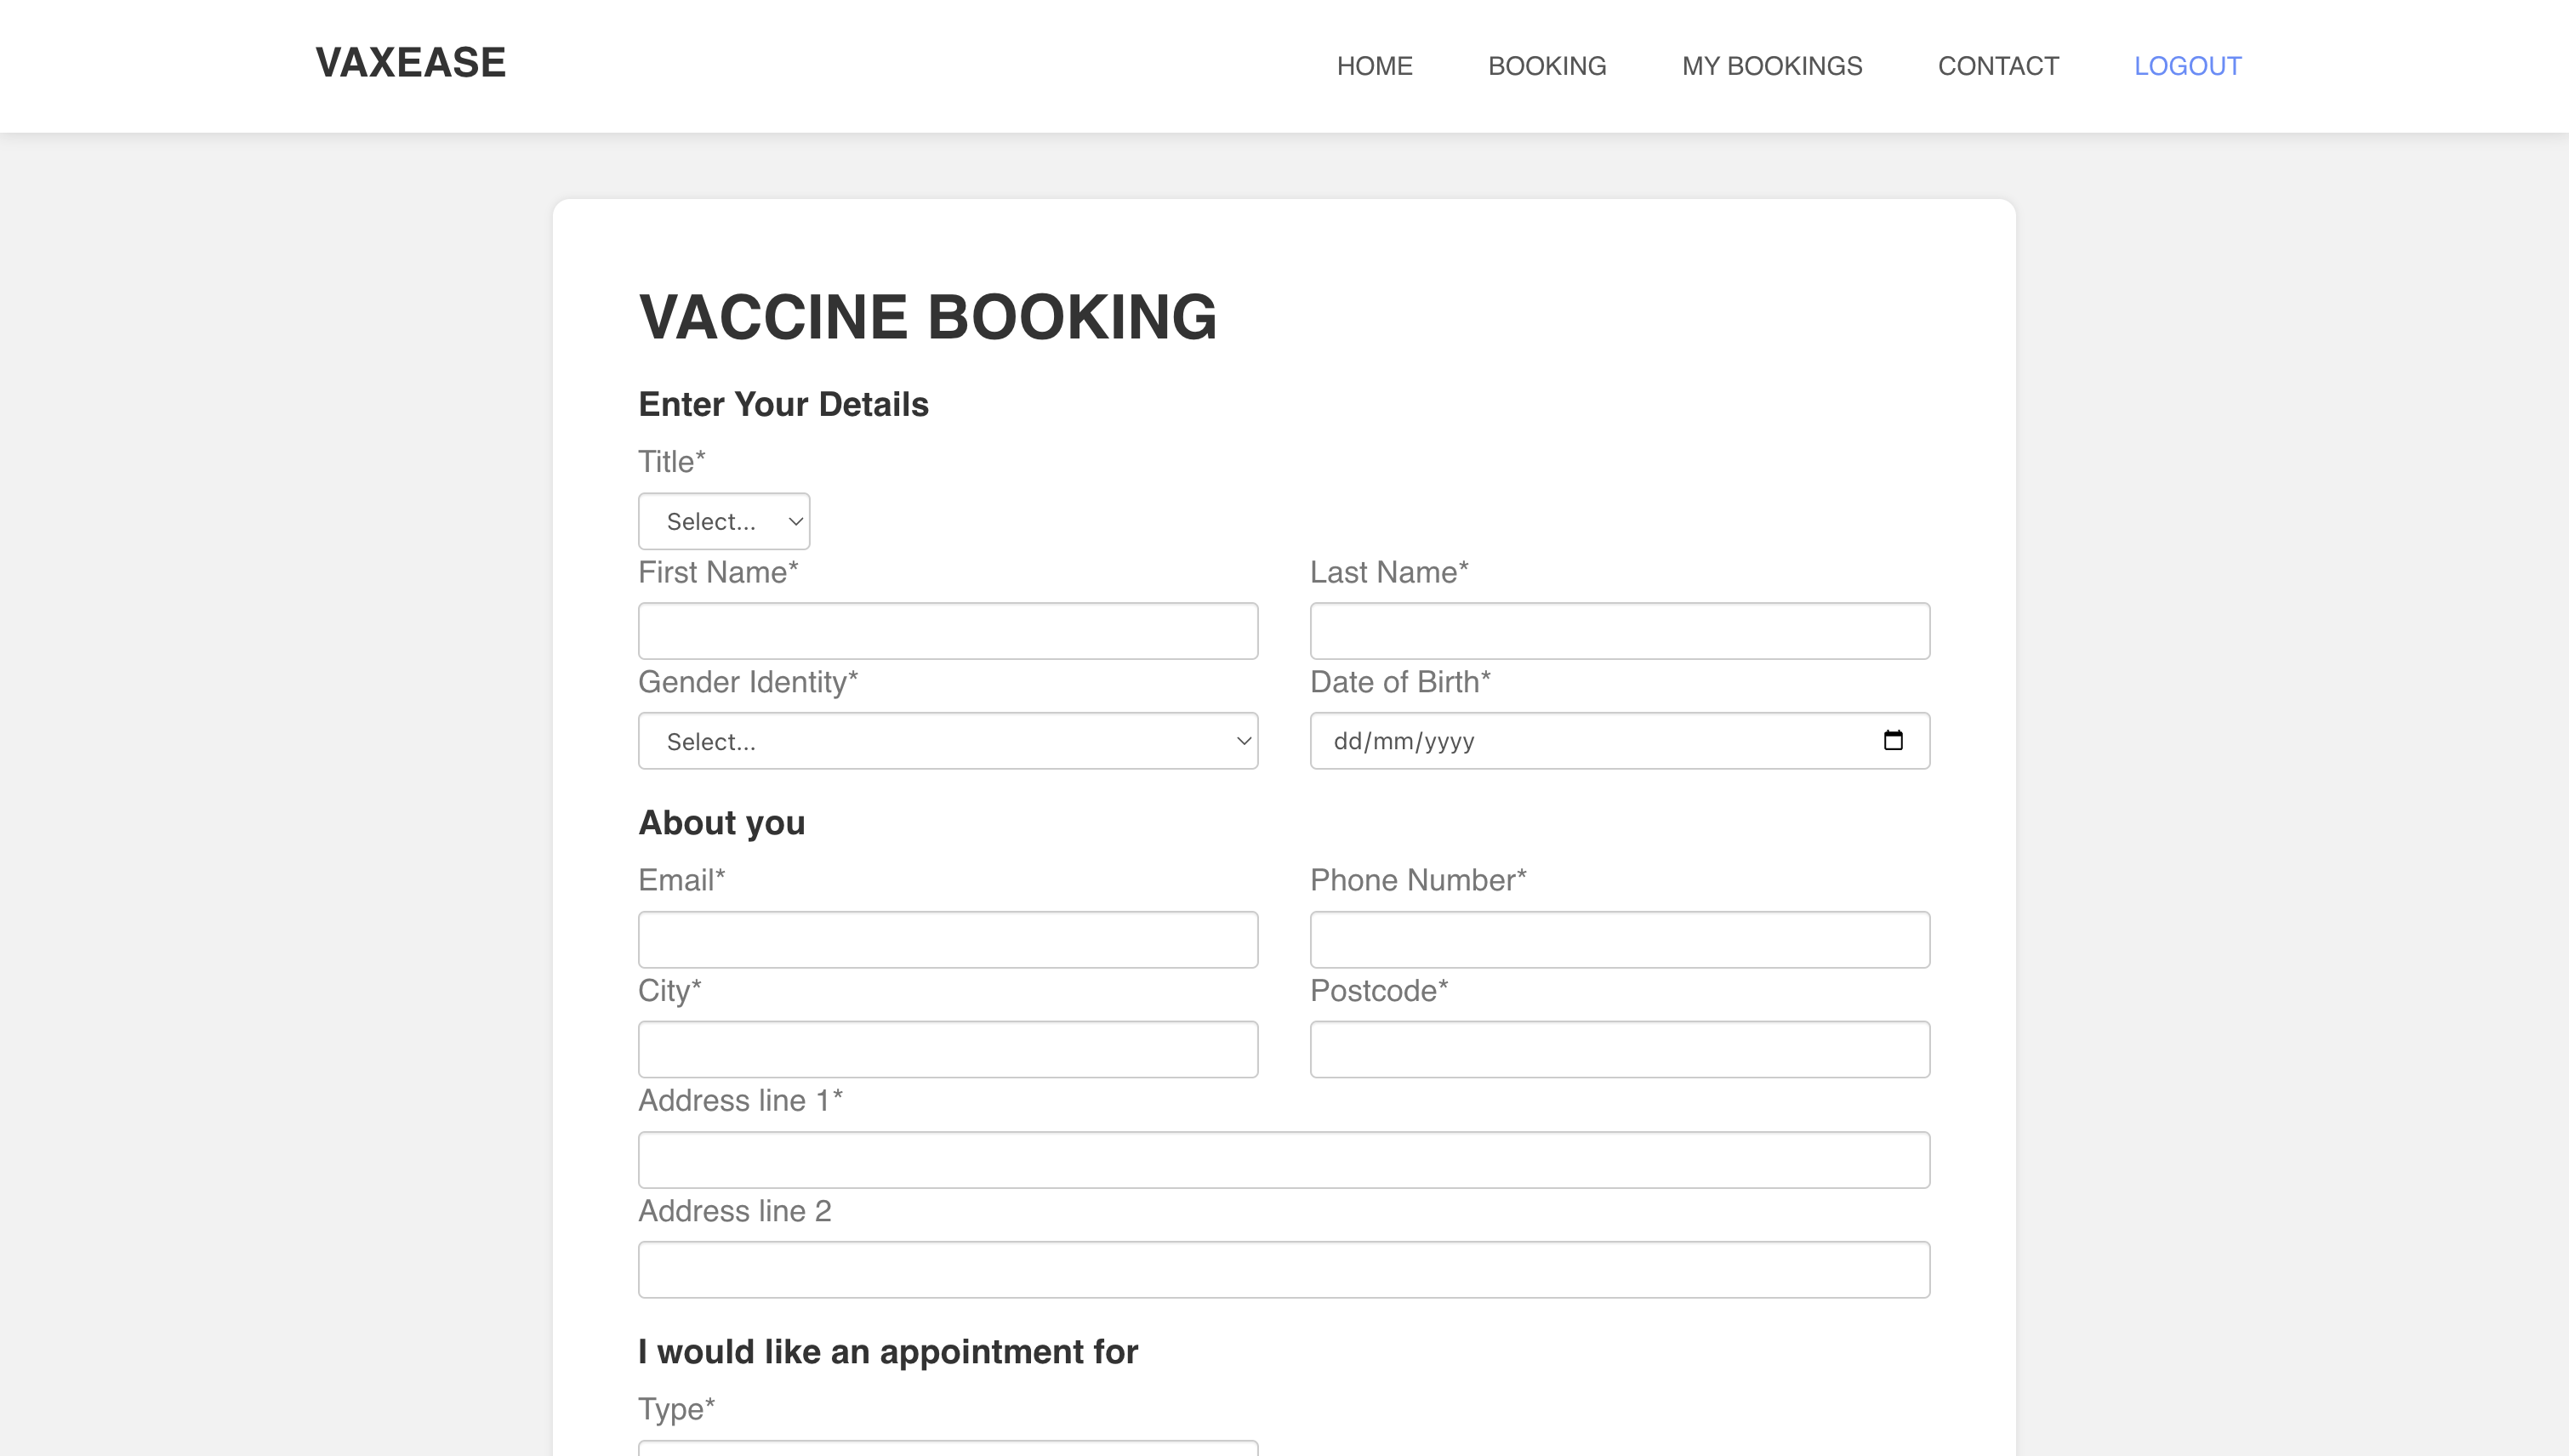 VAXEASE
HOME BOOKING MY BOOKINGS CONTACT LOGOUT
VACCINE BOOKING
Enter Your Details
Title*
Select...
First Name* Last Name*
Gender Identity* Date of Birth*
Select... dd/mm/yyyy
About you
Email* Phone Number*
City* Postcode*
Address line 1*
Address line 2
I would like an appointment for
Type*